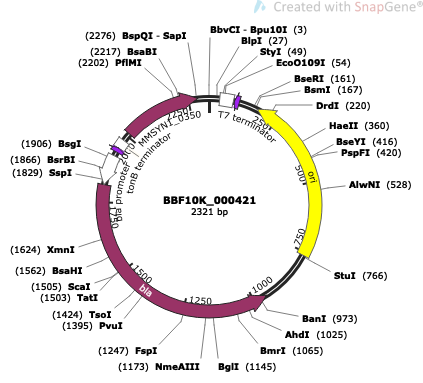 Created with SnapGene®
(2276) BspQI - SapI
(2217) BsaBI
(2202) PflMI
BbvCI - Bpu10I (3)
BlpI (27)
StyI (49)
EcoO109I (54)
BseRI (161)
BsmI (167)
DrdI (220)
HaeII (360)
BseYI (416)
PspFI (420)
AlwNI (528)
StuI (766)
BanI (973)
AhdI (1025)
BmrI (1065)
BglI (1145)
(1173) NmeAIII
(1247) FspI
(1395) PvuI
(1424) TsoI
(1503) TatI
(1505) ScaI
(1562) BsaHI
(1624) XmnI
(1829) SspI
(1866) BsrBI
(1906) BsgI
T7 terminator
MMSYN1_0350
tonB terminator
bla promoter
ori
bla
250
500
750
1000
1250
1500
1750
2000
2250
BBF10K_000421
2321 bp